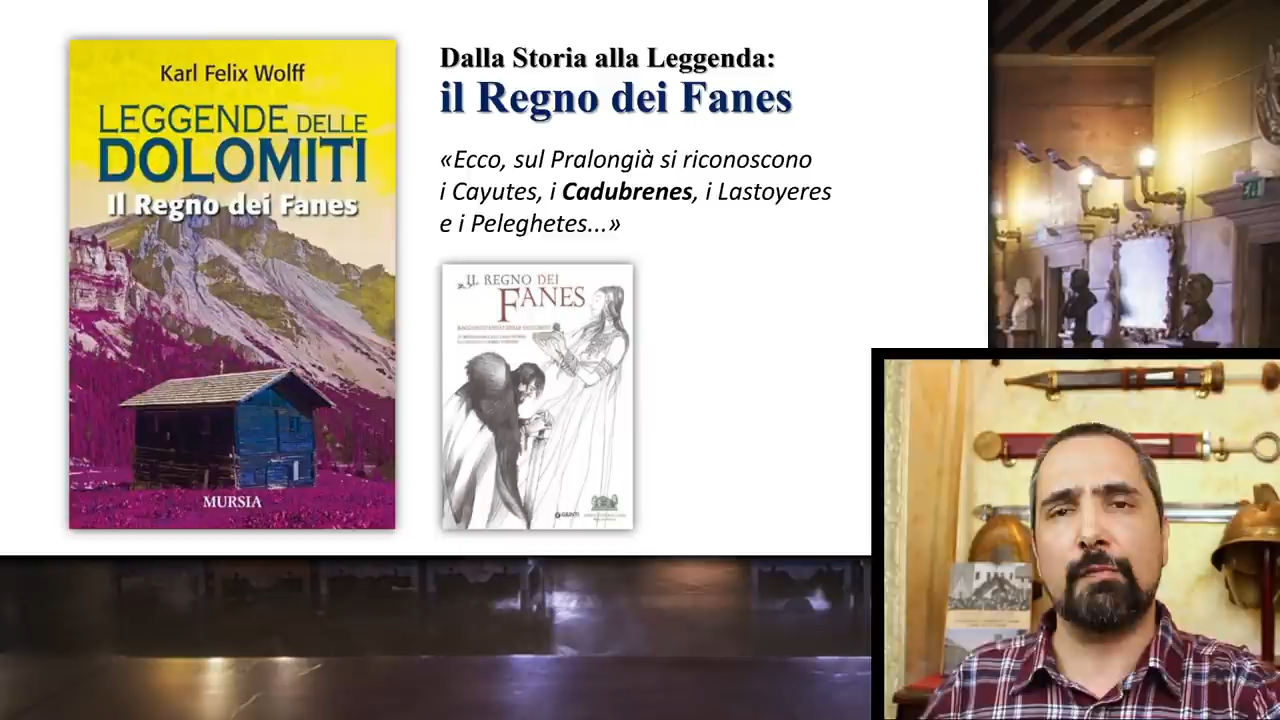 Karl Felix Wolff
LEGGENDE DELLE
DOLOMITI
Il Regno dei Fanes
MURSIA
Dalla Storia alla Leggenda:
il Regno dei Fanes
«Ecco, sul Pralongià si riconoscono
i Cayutes, i Cadubrenes, i Lastoyeres
e i Peleghetes...»
IL REGNO DEI
FANES
GIUNTI